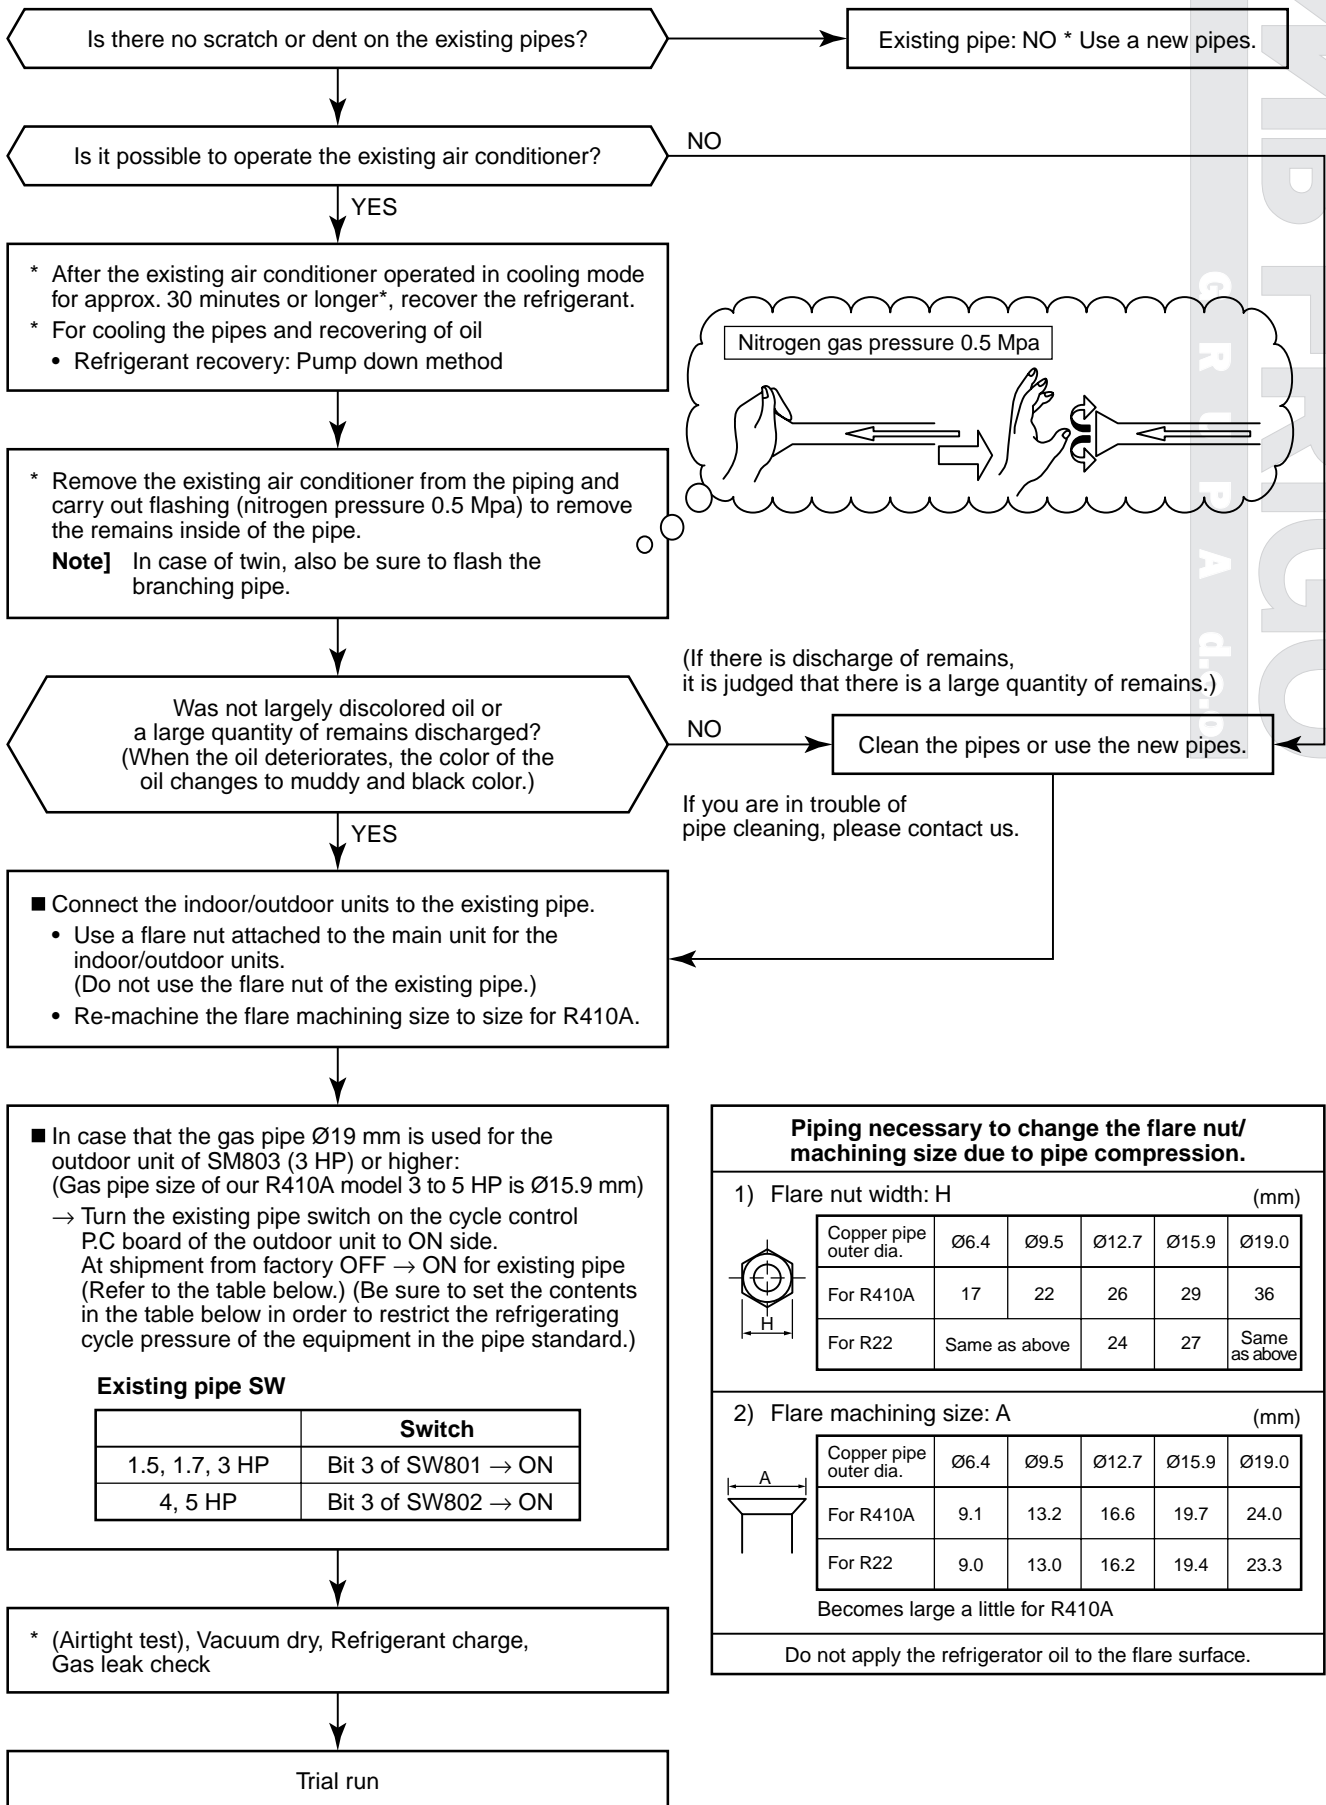 Is there no scratch or dent on the existing pipes?
Existing pipe: NO * Use a new pipes.
Is it possible to operate the existing air conditioner?
NO
YES
* After the existing air conditioner operated in cooling mode
for approx. 30 minutes or longer*, recover the refrigerant.
* For cooling the pipes and recovering of oil
• Refrigerant recovery: Pump down method
Nitrogen gas pressure 0.5 Mpa
* Remove the existing air conditioner from the piping and
carry out flashing (nitrogen pressure 0.5 Mpa) to remove
the remains inside of the pipe.
Note] In case of twin, also be sure to flash the
branching pipe.
(If there is discharge of remains,
it is judged that there is a large quantity of remains.)
Was not largely discolored oil or
a large quantity of remains discharged?
(When the oil deteriorates, the color of the
oil changes to muddy and black color.)
NO
Clean the pipes or use the new pipes.
If you are in trouble of
pipe cleaning, please contact us.
YES
■ Connect the indoor/outdoor units to the existing pipe.
• Use a flare nut attached to the main unit for the
indoor/outdoor units.
(Do not use the flare nut of the existing pipe.)
• Re-machine the flare machining size to size for R410A.
■ In case that the gas pipe Ø19 mm is used for the
outdoor unit of SM803 (3 HP) or higher:
(Gas pipe size of our R410A model 3 to 5 HP is Ø15.9 mm)
→ Turn the existing pipe switch on the cycle control
P.C board of the outdoor unit to ON side.
At shipment from factory OFF → ON for existing pipe
(Refer to the table below.) (Be sure to set the contents
in the table below in order to restrict the refrigerating
cycle pressure of the equipment in the pipe standard.)
Existing pipe SW
Switch
1.5, 1.7, 3 HP Bit 3 of SW801 → ON
4, 5 HP Bit 3 of SW802 → ON
Piping necessary to change the flare nut/
machining size due to pipe compression.
1) Flare nut width: H (mm)
H
Copper pipe
outer dia. Ø6.4 Ø9.5 Ø12.7 Ø15.9 Ø19.0
For R410A 17 22 26 29 36
For R22 Same as above 24 27 Same
as above
2) Flare machining size: A (mm)
A
Copper pipe
outer dia. Ø6.4 Ø9.5 Ø12.7 Ø15.9 Ø19.0
For R410A 9.1 13.2 16.6 19.7 24.0
For R22 9.0 13.0 16.2 19.4 23.3
Becomes large a little for R410A
Do not apply the refrigerator oil to the flare surface.
* (Airtight test), Vacuum dry, Refrigerant charge,
Gas leak check
Trial run
FRIGO
GRUPA d.o.o